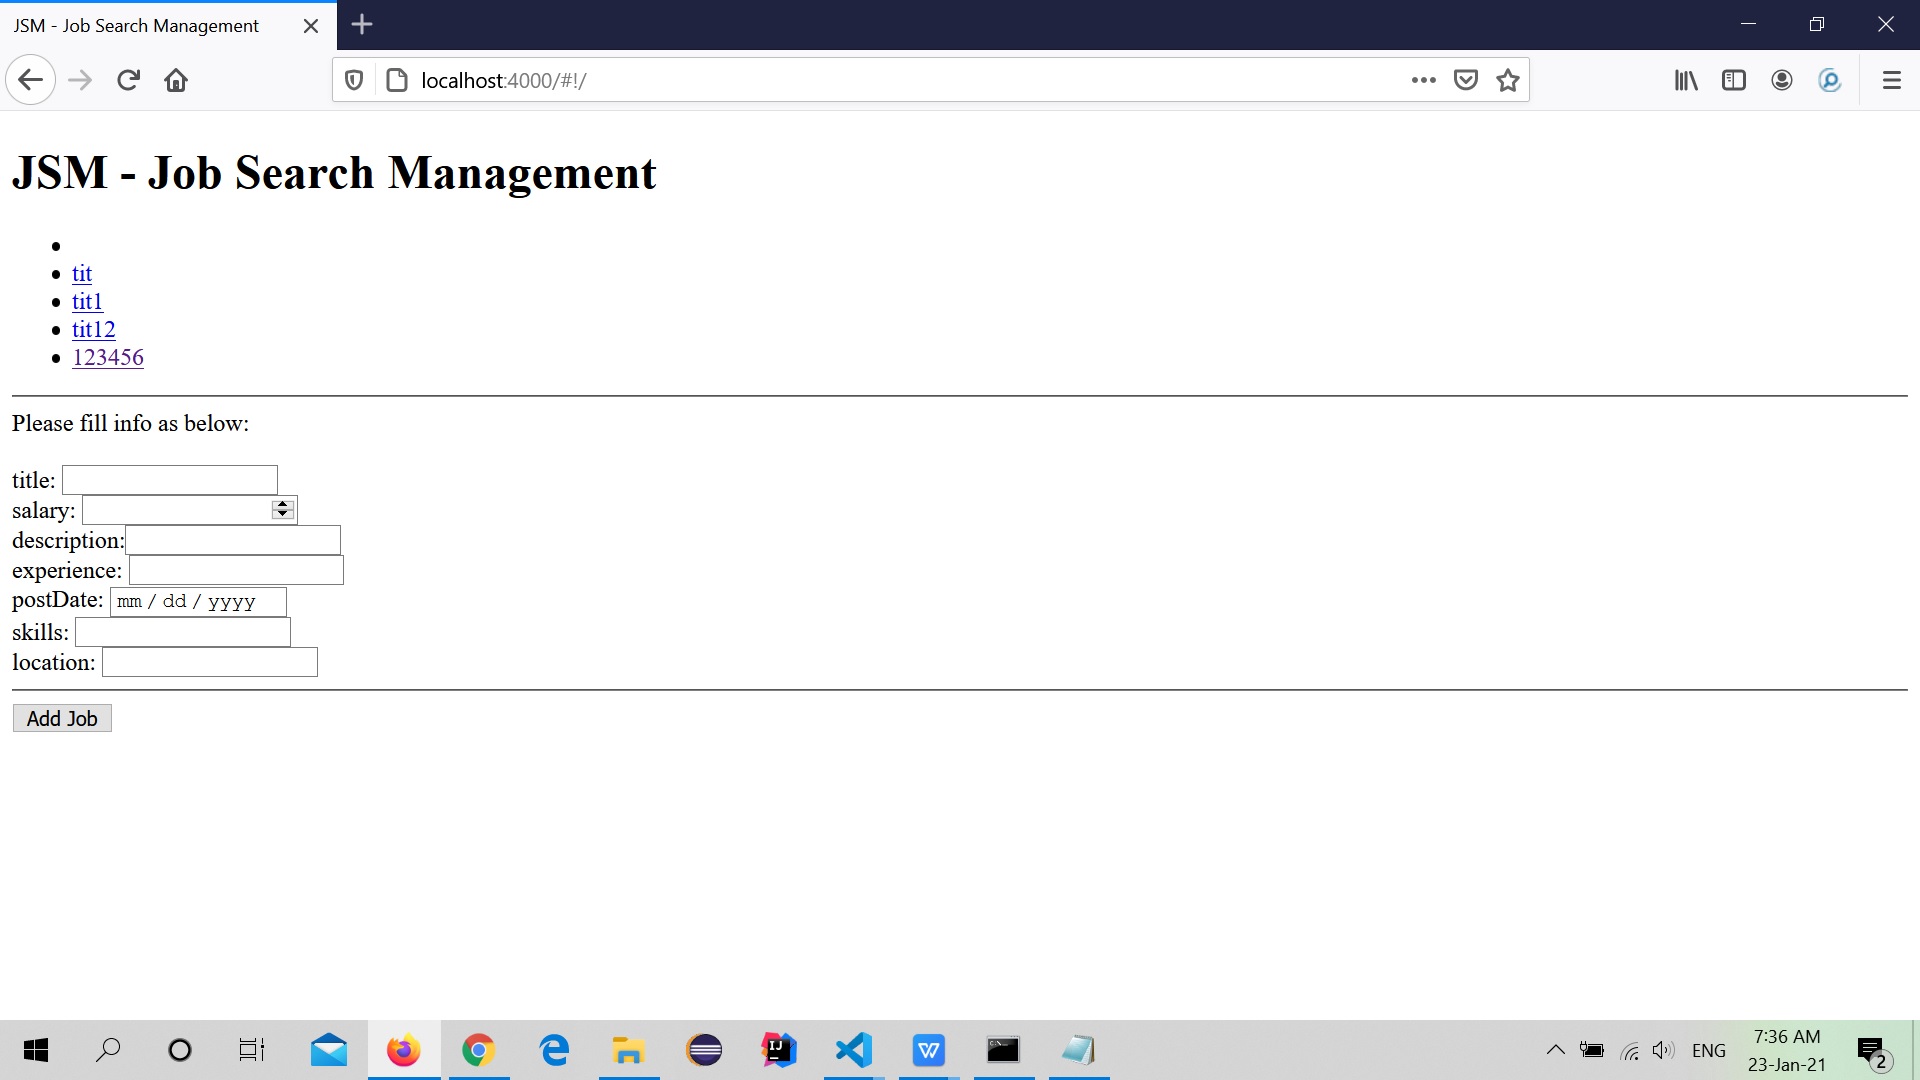 JSM - Job Search Management
localhost:4000/#!/
JSM - Job Search Management
tit
tit1
tit12
123456
Please fill info as below:
title:
salary:
description:
experience:
postDate: mm / dd / yyyy
skills:
location:
Add Job
ENG
7:36 AM
23-Jan-21
2